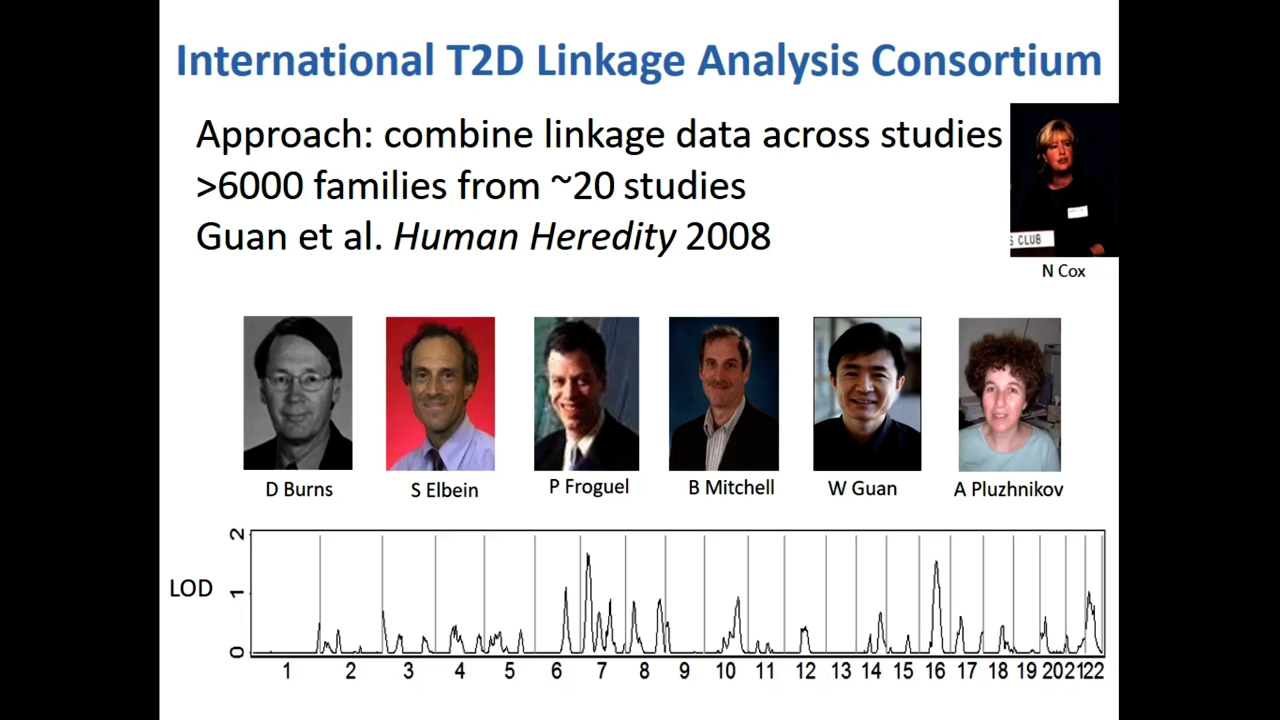 International T2D Linkage Analysis Consortium
Approach: combine linkage data across studies
>6000 families from ~20 studies
Guan et al. Human Heredity 2008
S CLUB
N Cox
D Burns
S Elbein
P Froguel
B Mitchell
W Guan
A Pluzhnikov
2
LOD
1
0
1 2 3 4 5 6 7 8 9 10 11 12 13 14 15 16 17 18 19 20 21 22